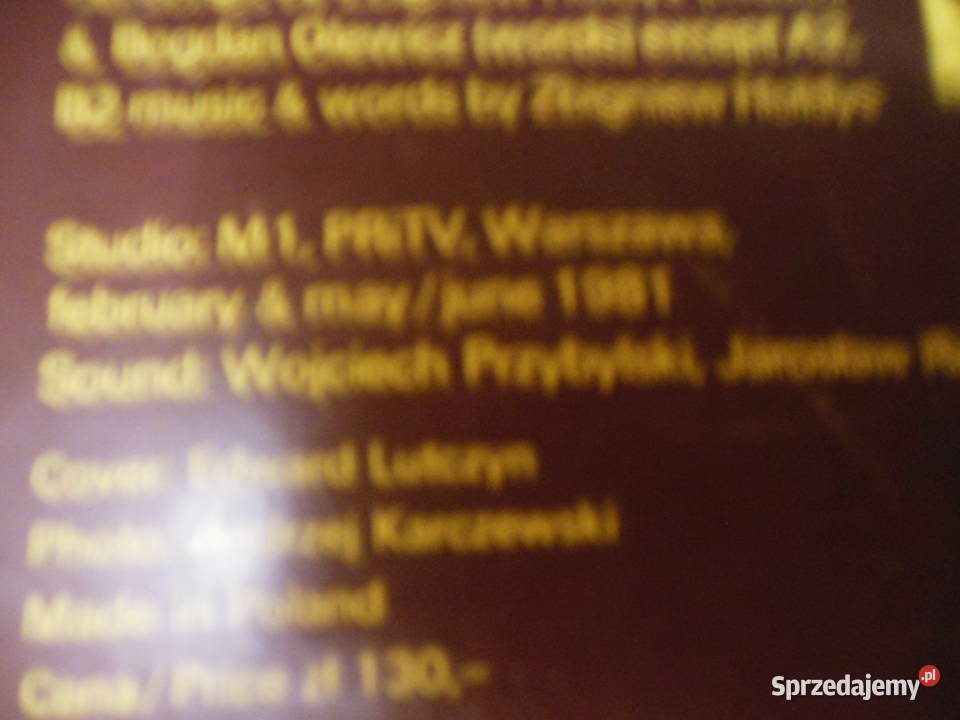 & Bogdan Olewicz (words) except A2,
B2 music & words by Zbigniew Hołdys
Studio: M1, PRiTV, Warszawa,
february & may/june 1981
Sound: Wojciech Przybylski, Jarosław
Cover: Edward Lutczyn
Photo: Andrzej Karczewski
Made in Poland
Cena/Price zł 130,-
Sprzedajemy.pl